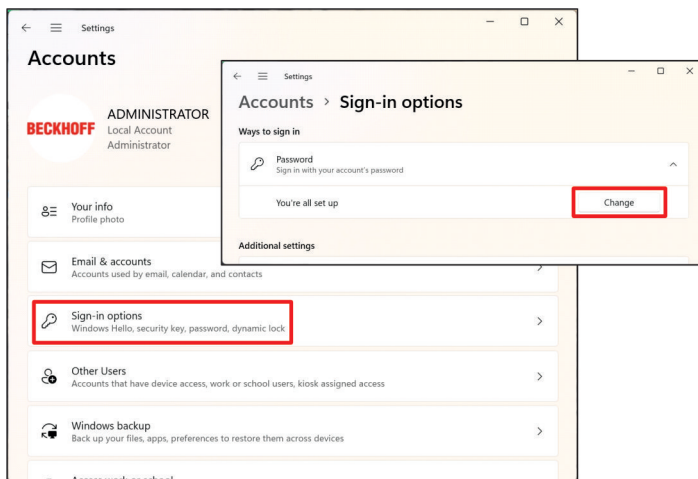 Settings
Accounts
BECKHOFF
ADMINISTRATOR
Local Account
Administrator
Your info
Profile photo
Email & accounts
Accounts used by email, calendar, and contacts
Sign-in options
Windows Hello, security key, password, dynamic lock
Other Users
Accounts that have device access, work or school users, kiosk assigned access
Windows backup
Back up your files, apps, preferences to restore them across devices
Settings
Accounts > Sign-in options
Ways to sign in
Password
Sign in with your account's password
You're all set up
Change
Additional settings